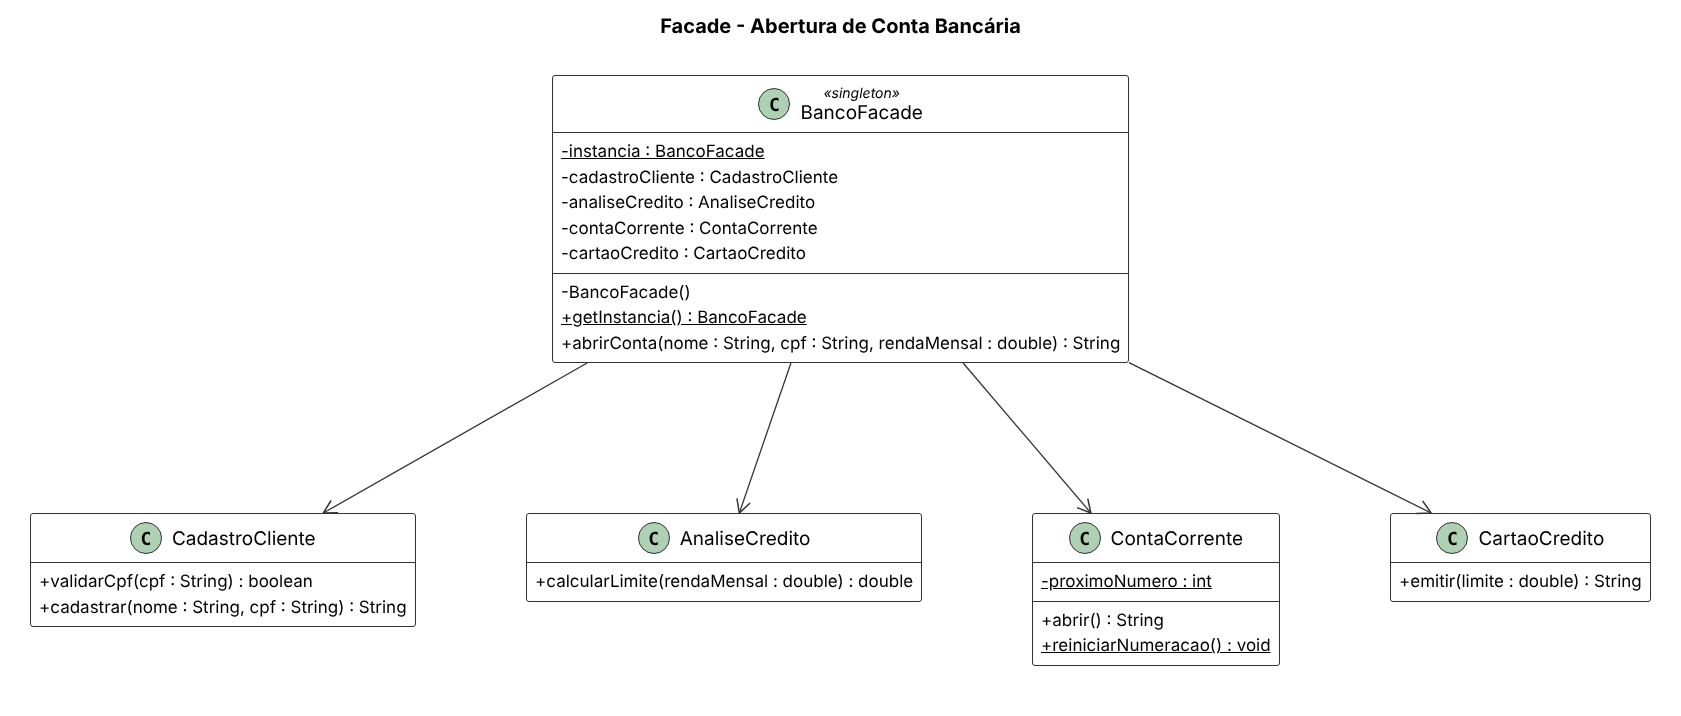 Facade - Abertura de Conta Bancária
«singleton»
C BancoFacade
-instancia : BancoFacade
-cadastroCliente : CadastroCliente
-analiseCredito : AnaliseCredito
-contaCorrente : ContaCorrente
-cartaoCredito : CartaoCredito
-BancoFacade()
+getInstancia() : BancoFacade
+abrirConta(nome : String, cpf : String, rendaMensal : double) : String
C CadastroCliente
+validarCpf(cpf : String) : boolean
+cadastrar(nome : String, cpf : String) : String
C AnaliseCredito
+calcularLimite(rendaMensal : double) : double
C ContaCorrente
-proximoNumero : int
+abrir() : String
+reiniciarNumeracao() : void
C CartaoCredito
+emitir(limite : double) : String